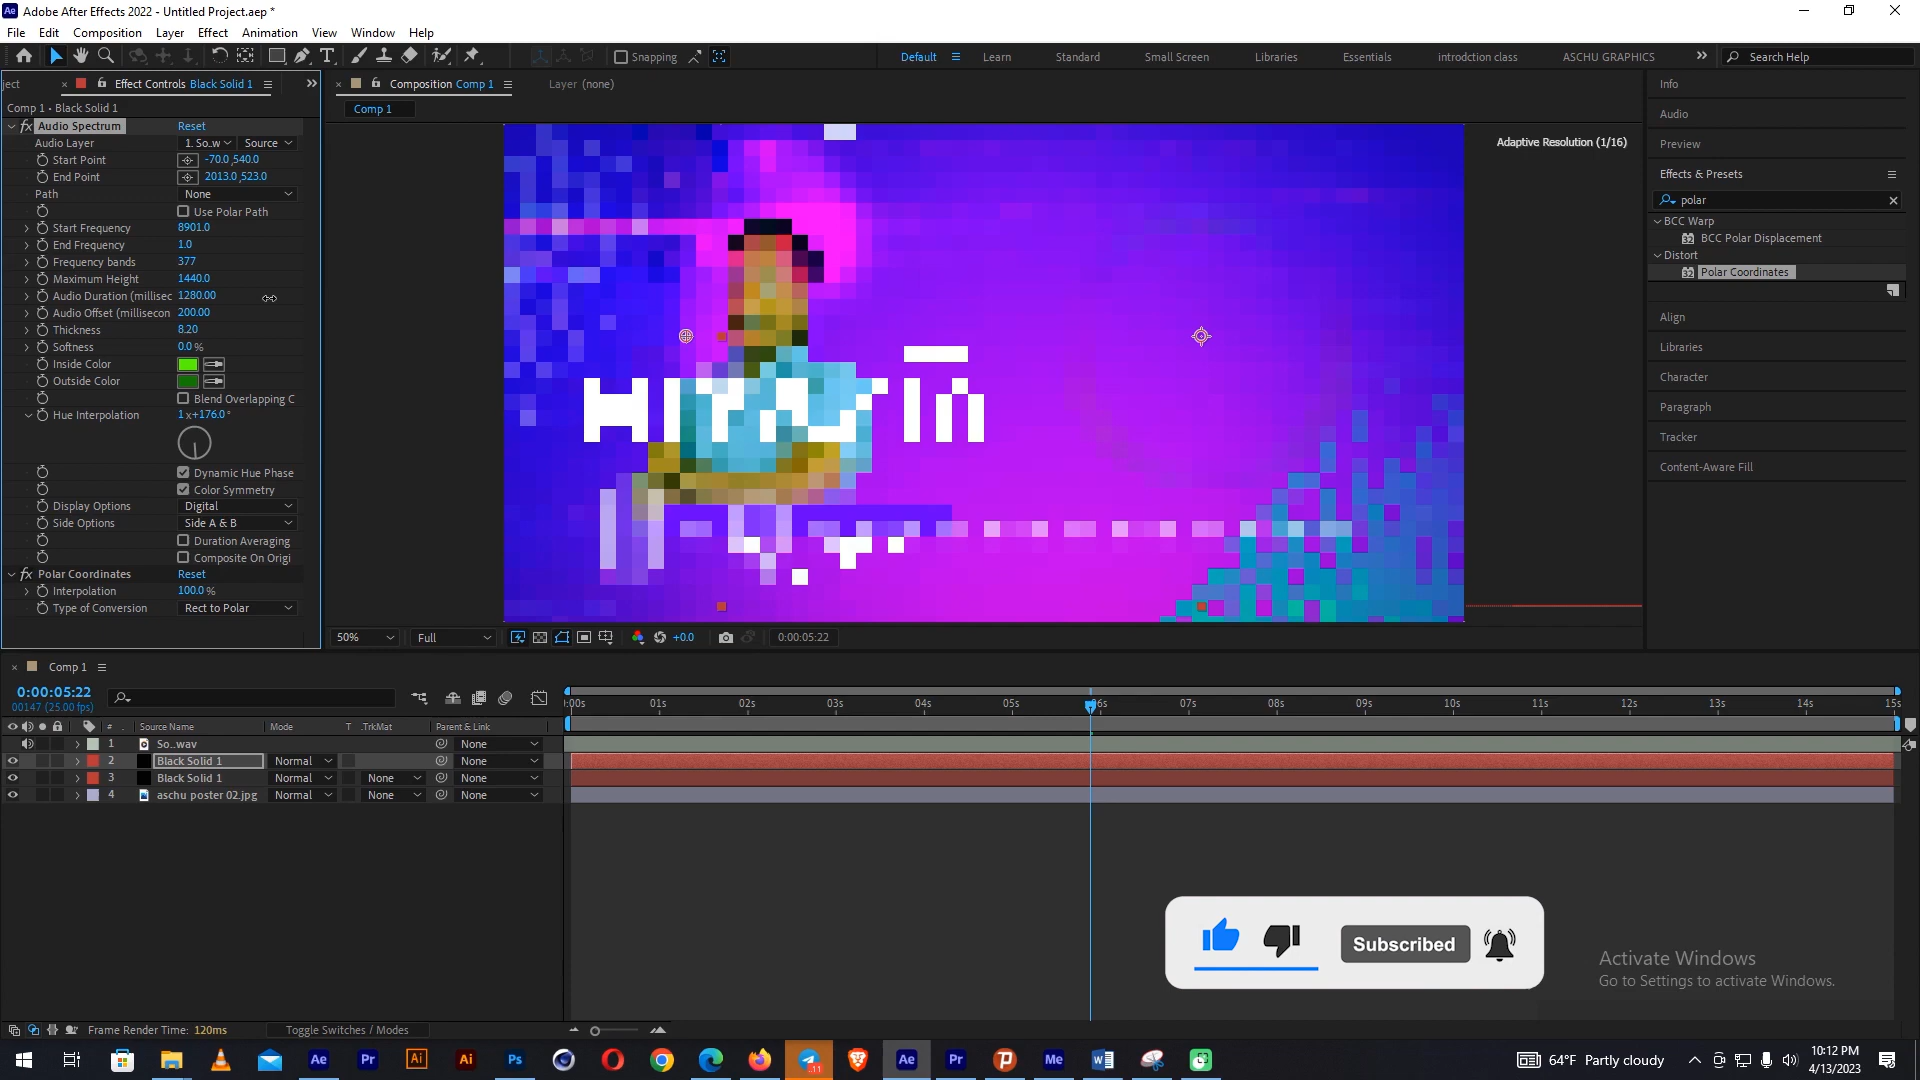 Adobe After Effects 2022 - Untitled Project.aep *
File Edit Composition Layer Effect Animation View Window Help
Snapping
Default Learn Standard Small Screen Libraries Essentials introdction class ASCHU GRAPHICS Search Help
ject Effect Controls Black Solid 1
Composition Comp 1
Layer (none)
Comp 1 • Black Solid 1
Comp 1
Audio Spectrum Reset
Audio Layer 1. So..w Source
Start Point -70.0,540.0
End Point 2013.0,523.0
Path None
Use Polar Path
Start Frequency 8901.0
End Frequency 1.0
Frequency bands 377
Maximum Height 1440.0
Audio Duration (millisec 1280.00
Audio Offset (millisecon 200.00
Thickness 8.20
Softness 0.0 %
Inside Color
Outside Color
Blend Overlapping C
Hue Interpolation 1x+176.0°
Dynamic Hue Phase
Color Symmetry
Display Options Digital
Side Options Side A & B
Duration Averaging
Composite On Origi
Polar Coordinates Reset
Interpolation 100.0 %
Type of Conversion Rect to Polar
Adaptive Resolution (1/16)
50% Full +0.0 0:00:05:22
Info
Audio
Preview
Effects & Presets
polar
BCC Warp
32 BCC Polar Displacement
Distort
32 Polar Coordinates
Align
Libraries
Character
Paragraph
Tracker
Content-Aware Fill
Comp 1
0:00:05:22
00147 (25.00 fps)
:00s 01s 02s 03s 04s 05s 06s 07s 08s 09s 10s 11s 12s 13s 14s 15s
# Source Name Mode T .TrkMat Parent & Link
1 So..wav None
2 Black Solid 1 Normal None
3 Black Solid 1 Normal None None
4 aschu poster 02.jpg Normal None None
Subscribed
Activate Windows
Go to Settings to activate Windows.
Frame Render Time: 120ms
Toggle Switches / Modes
Ae Pr Ai Ai Ps 11 Ae Pr Me
64°F Partly cloudy
10:12 PM
4/13/2023